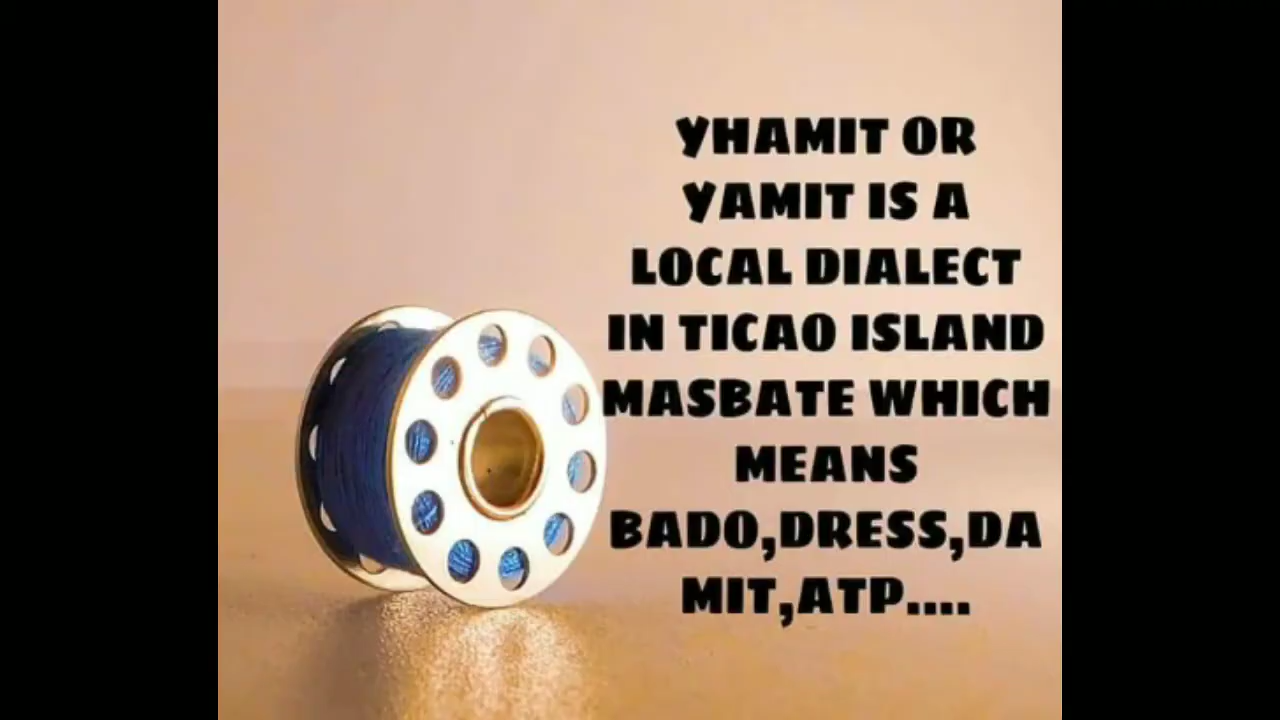 YHAMIT OR
YAMIT IS A
LOCAL DIALECT
IN TICAO ISLAND
MASBATE WHICH
MEANS
BADO,DRESS,DA
MIT,ATP....